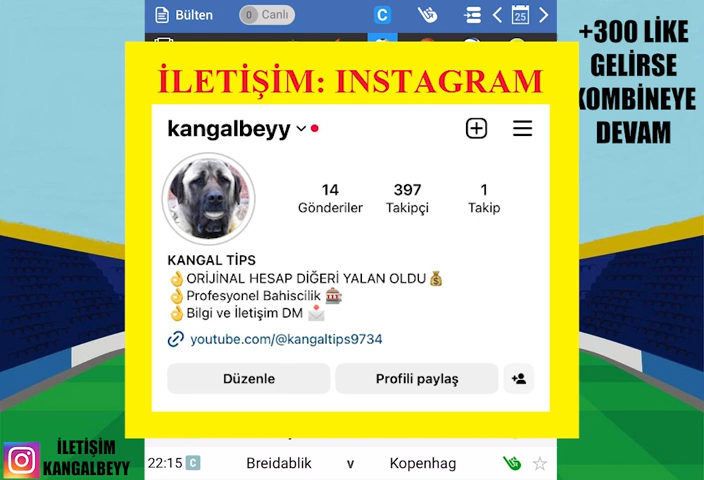 Bülten
0 Canlı
C
25
+300 LİKE
GELİRSE
KOMBİNEYE
DEVAM
İLETİŞİM: INSTAGRAM
kangalbeyy
14 397 1
Gönderiler Takipçi Takip
KANGAL TİPS
👌ORİJİNAL HESAP DİĞERİ YALAN OLDU💰
👌Profesyonel Bahiscilik 🎰
👌Bilgi ve İletişim DM 📩
youtube.com/@kangaltips9734
Düzenle Profili paylaş
22:15 C Breidablik v Kopenhag
İLETİŞİM
KANGALBEYY